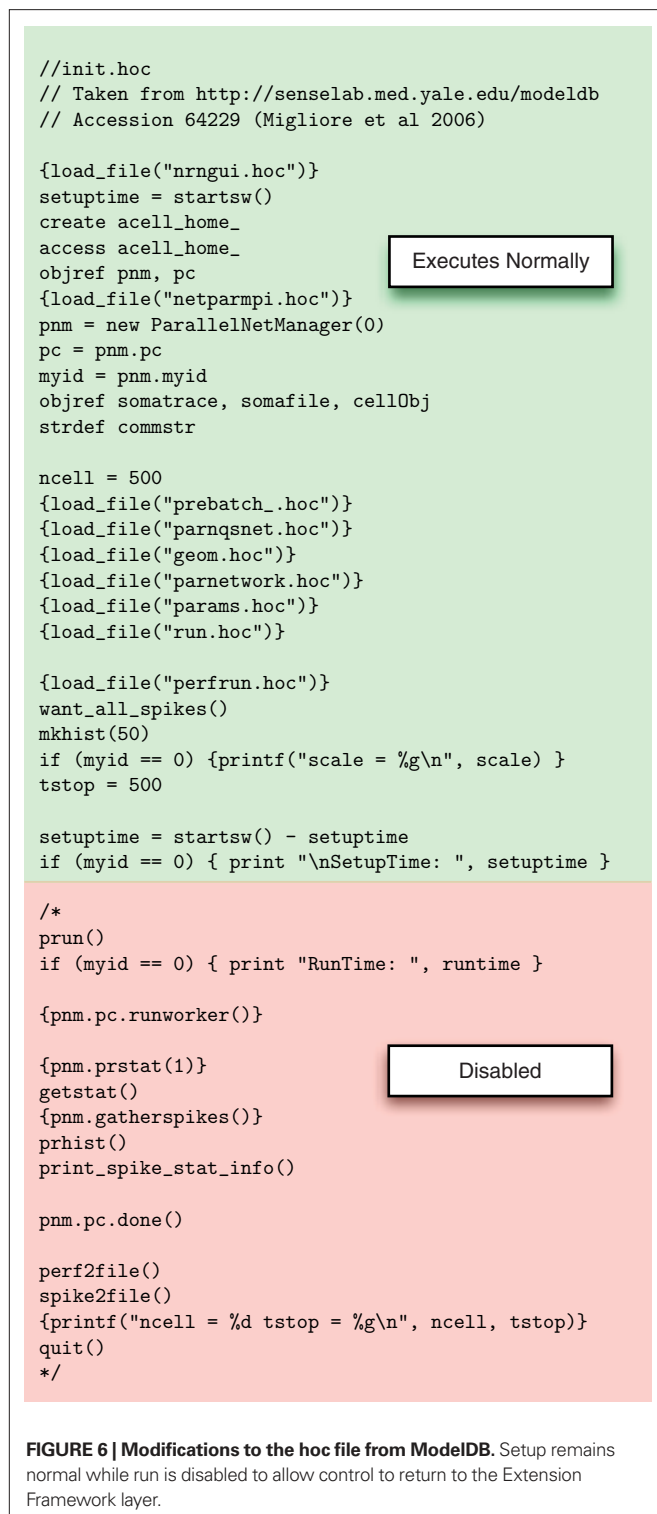 //init.hoc
// Taken from http://senselab.med.yale.edu/modeldb
// Accession 64229 (Migliore et al 2006)
{load_file("nrngui.hoc")}
setuptime = startsw()
create acell_home_
access acell_home_
objref pnm, pc
Executes Normally
{load_file("netparmpi.hoc")}
pnm = new ParallelNetManager(0)
pc = pnm.pc
myid = pnm.myid
objref somatrace, somafile, cellObj
strdef commstr
ncell = 500
{load_file("prebatch_.hoc")}
{load_file("parnqsnet.hoc")}
{load_file("geom.hoc")}
{load_file("parnetwork.hoc")}
{load_file("params.hoc")}
{load_file("run.hoc")}
{load_file("perfrun.hoc")}
want_all_spikes()
mkhist(50)
if (myid == 0) {printf("scale = %g\n", scale) }
tstop = 500
setuptime = startsw() - setuptime
if (myid == 0) { print "\nSetupTime: ", setuptime }
/*
prun()
if (myid == 0) { print "RunTime: ", runtime }
{pnm.pc.runworker()}
{pnm.prstat(1)}
Disabled
getstat()
{pnm.gatherspikes()}
prhist()
print_spike_stat_info()
pnm.pc.done()
perf2file()
spike2file()
{printf("ncell = %d tstop = %g\n", ncell, tstop)}
quit()
*/
FIGURE 6 | Modifications to the hoc file from ModelDB. Setup remains
normal while run is disabled to allow control to return to the Extension
Framework layer.